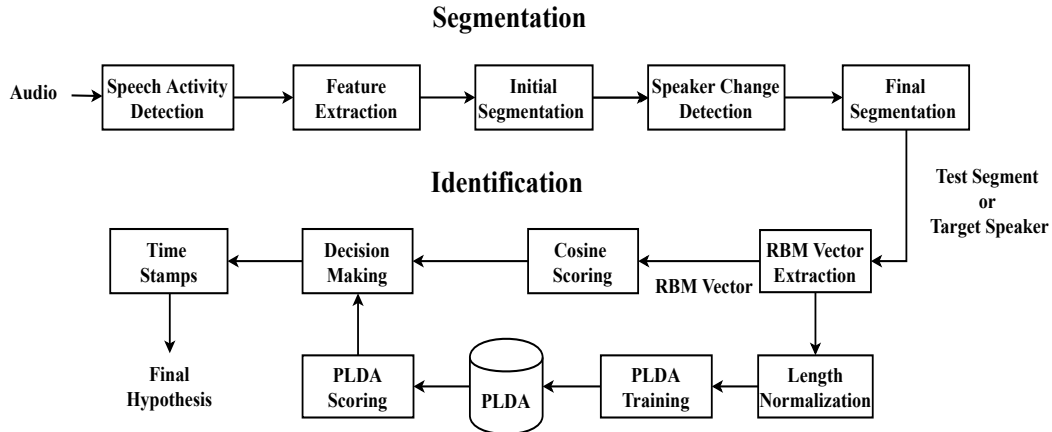 Segmentation
Audio
Speech Activity
Detection
Feature
Extraction
Initial
Segmentation
Speaker Change
Detection
Final
Segmentation
Test Segment
or
Target Speaker
Identification
RBM Vector
Extraction
RBM Vector
Cosine
Scoring
Decision
Making
Time
Stamps
Final
Hypothesis
Length
Normalization
PLDA
Training
PLDA
PLDA
Scoring